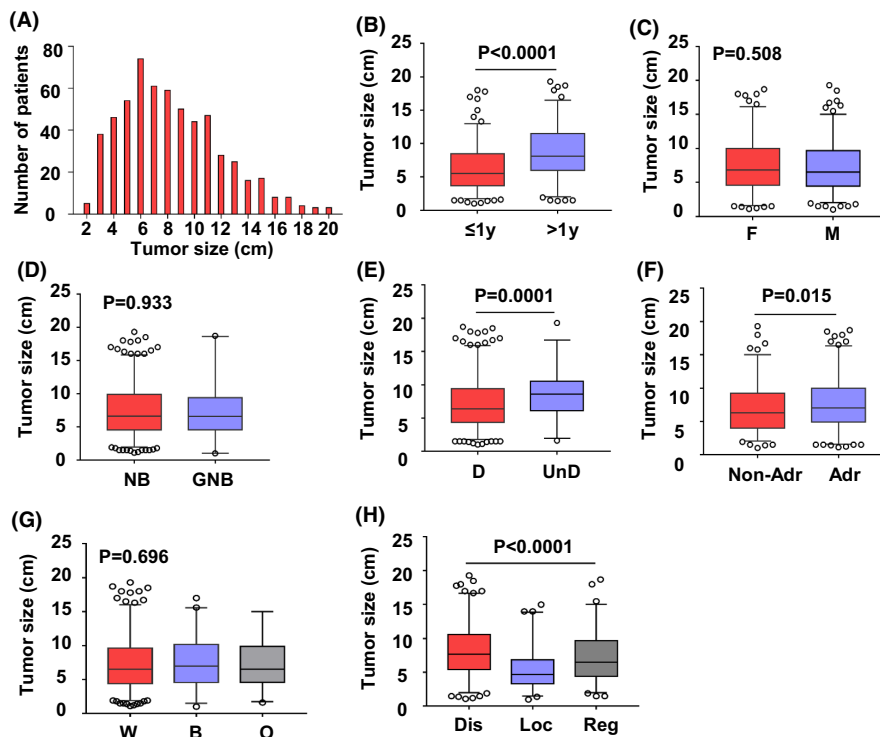 (A)
Number of patients
80
60
40
20
0
2 4 6 8 10 12 14 16 18 20
Tumor size (cm)
(B)
Tumor size (cm)
25
20
15
10
5
0
P<0.0001
≤1y >1y
(C)
Tumor size (cm)
25
20
15
10
5
0
P=0.508
F M
(D)
Tumor size (cm)
25
20
15
10
5
0
P=0.933
NB GNB
(E)
Tumor size (cm)
25
20
15
10
5
0
P=0.0001
D UnD
(F)
Tumor size (cm)
25
20
15
10
5
0
P=0.015
Non-Adr Adr
(G)
Tumor size (cm)
25
20
15
10
5
0
P=0.696
W B O
(H)
Tumor size (cm)
25
20
15
10
5
0
P<0.0001
Dis Loc Reg